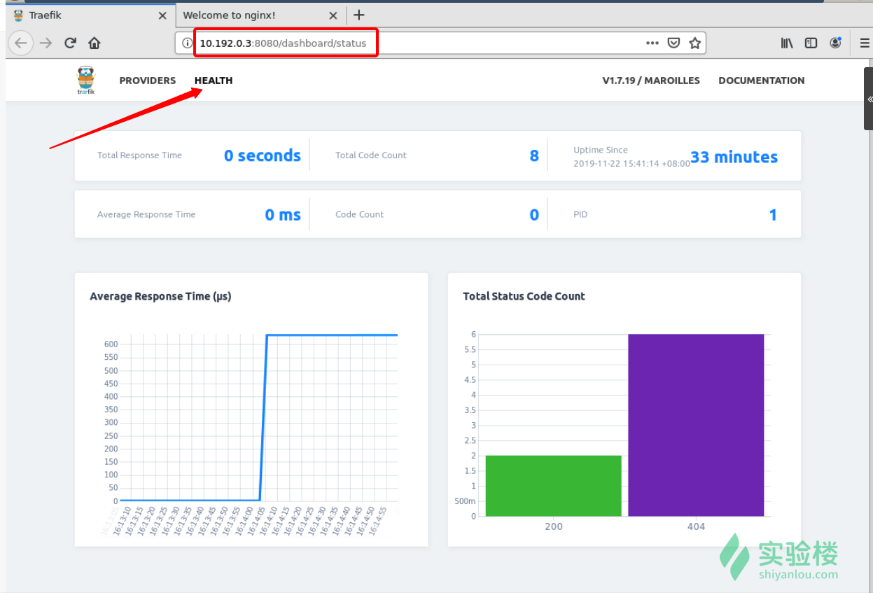 Traefik
Welcome to nginx!
10.192.0.3:8080/dashboard/status
træfik
PROVIDERS
HEALTH
V1.7.19 / MAROILLES
DOCUMENTATION
Total Response Time
0 seconds
Total Code Count
8
Uptime Since
2019-11-22 15:41:14 +08:00
33 minutes
Average Response Time
0 ms
Code Count
0
PID
1
Average Response Time (µs)
600
550
500
450
400
350
300
250
200
150
100
50
0
16:13:05
16:13:10
16:13:15
16:13:20
16:13:25
16:13:30
16:13:35
16:13:40
16:13:45
16:13:50
16:13:55
16:14:00
16:14:05
16:14:10
16:14:15
16:14:20
16:14:25
16:14:30
16:14:35
16:14:40
16:14:45
16:14:50
16:14:55
Total Status Code Count
6
5.5
5
4.5
4
3.5
3
2.5
2
1.5
1
500m
0
200
404
实验楼
shiyanlou.com